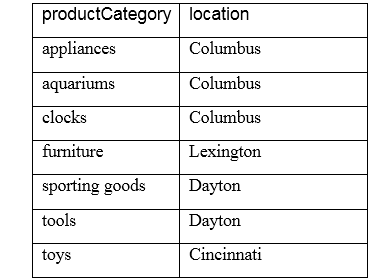 productCategory location
appliances Columbus
aquariums Columbus
clocks Columbus
furniture Lexington
sporting goods Dayton
tools Dayton
toys Cincinnati